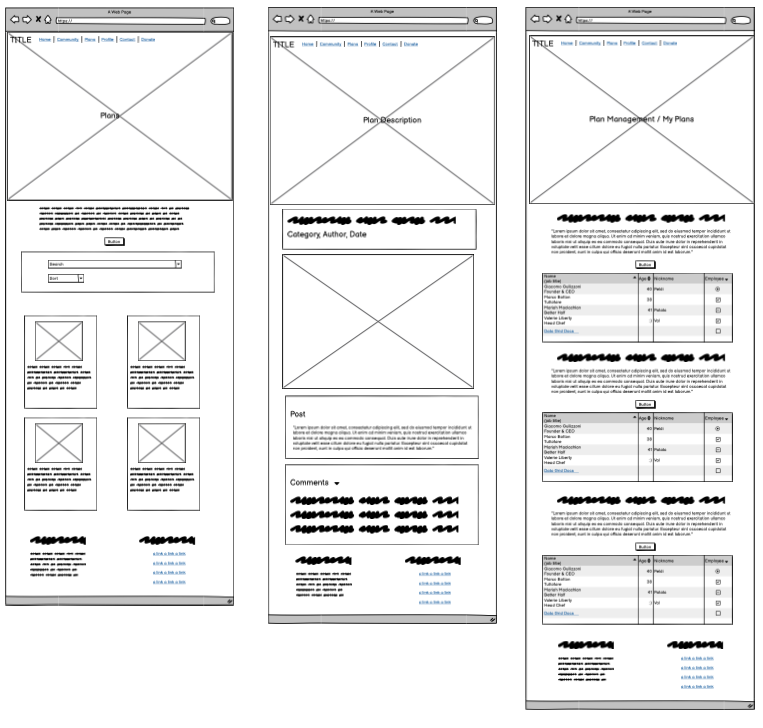 A Web Page
https://
TITLE
Home | Community | Plans | Profile | Contact | Donate
Plans
Button
Search
Sort
a link a link a link
a link a link a link
a link a link a link
a link a link a link
A Web Page
https://
TITLE
Home | Community | Plans | Profile | Contact | Donate
Plan Description
Category, Author, Date
Post
"Lorem ipsum dolor sit amet, consectetur adipisicing elit, sed do eiusmod tempor incididunt ut
labore et dolore magna aliqua. Ut enim ad minim veniam, quis nostrud exercitation ullamco
laboris nisi ut aliquip ex ea commodo consequat. Duis aute irure dolor in reprehenderit in
voluptate velit esse cillum dolore eu fugiat nulla pariatur. Excepteur sint occaecat cupidatat
non proident, sunt in culpa qui officia deserunt mollit anim id est laborum."
Comments
a link a link a link
a link a link a link
a link a link a link
a link a link a link
A Web Page
https://
TITLE
Home | Community | Plans | Profile | Contact | Donate
Plan Management / My Plans
"Lorem ipsum dolor sit amet, consectetur adipisicing elit, sed do eiusmod tempor incididunt ut
labore et dolore magna aliqua. Ut enim ad minim veniam, quis nostrud exercitation ullamco
laboris nisi ut aliquip ex ea commodo consequat. Duis aute irure dolor in reprehenderit in
voluptate velit esse cillum dolore eu fugiat nulla pariatur. Excepteur sint occaecat cupidatat
non proident, sunt in culpa qui officia deserunt mollit anim id est laborum."
Button
Name
(job title) Age Nickname Employee
Giacomo Guilizzoni
Founder & CEO 40 Peldi
Marco Botton
Tuttofare 38
Mariah Maclachlan
Better Half 41 Patata
Valerie Liberty
Head Chef :) Val
"Lorem ipsum dolor sit amet, consectetur adipisicing elit, sed do eiusmod tempor incididunt ut
labore et dolore magna aliqua. Ut enim ad minim veniam, quis nostrud exercitation ullamco
laboris nisi ut aliquip ex ea commodo consequat. Duis aute irure dolor in reprehenderit in
voluptate velit esse cillum dolore eu fugiat nulla pariatur. Excepteur sint occaecat cupidatat
non proident, sunt in culpa qui officia deserunt mollit anim id est laborum."
Button
Name
(job title) Age Nickname Employee
Giacomo Guilizzoni
Founder & CEO 40 Peldi
Marco Botton
Tuttofare 38
Mariah Maclachlan
Better Half 41 Patata
Valerie Liberty
Head Chef :) Val
"Lorem ipsum dolor sit amet, consectetur adipisicing elit, sed do eiusmod tempor incididunt ut
labore et dolore magna aliqua. Ut enim ad minim veniam, quis nostrud exercitation ullamco
laboris nisi ut aliquip ex ea commodo consequat. Duis aute irure dolor in reprehenderit in
voluptate velit esse cillum dolore eu fugiat nulla pariatur. Excepteur sint occaecat cupidatat
non proident, sunt in culpa qui officia deserunt mollit anim id est laborum."
Button
Name
(job title) Age Nickname Employee
Giacomo Guilizzoni
Founder & CEO 40 Peldi
Marco Botton
Tuttofare 38
Mariah Maclachlan
Better Half 41 Patata
Valerie Liberty
Head Chef :) Val
a link a link a link
a link a link a link
a link a link a link
a link a link a link